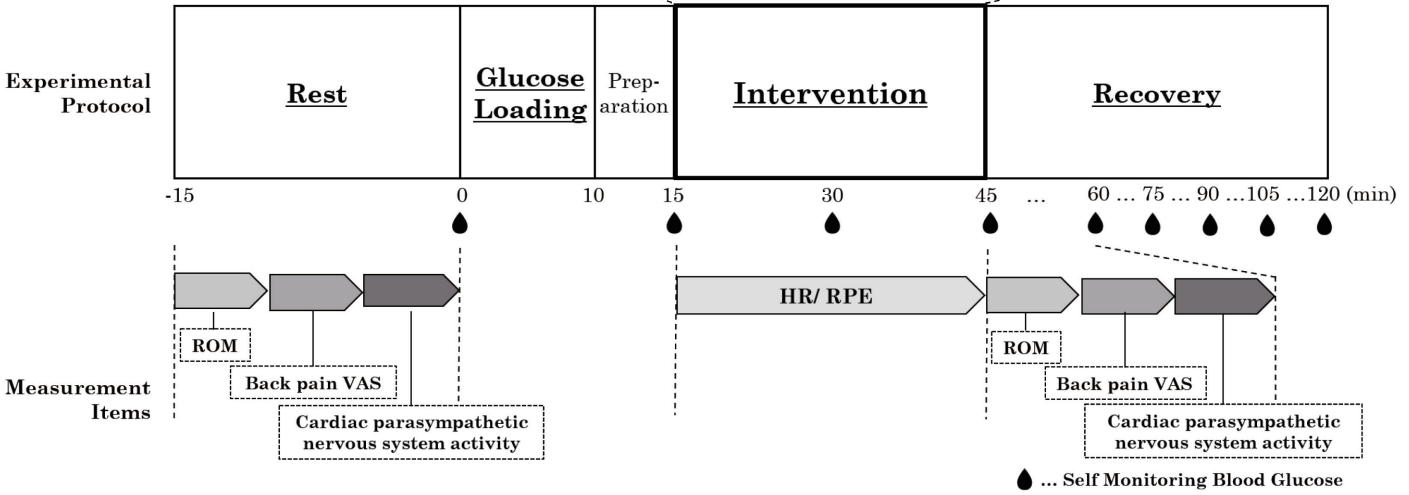 Experimental
Protocol
Rest
Glucose
Loading
Prep-
aration
Intervention
Recovery
-15 0 10 15 30 45 ... 60 ... 75 ... 90 ...105 ...120 (min)
HR/ RPE
ROM
Back pain VAS
Cardiac parasympathetic
nervous system activity
ROM
Back pain VAS
Cardiac parasympathetic
nervous system activity
Measurement
Items
... Self Monitoring Blood Glucose